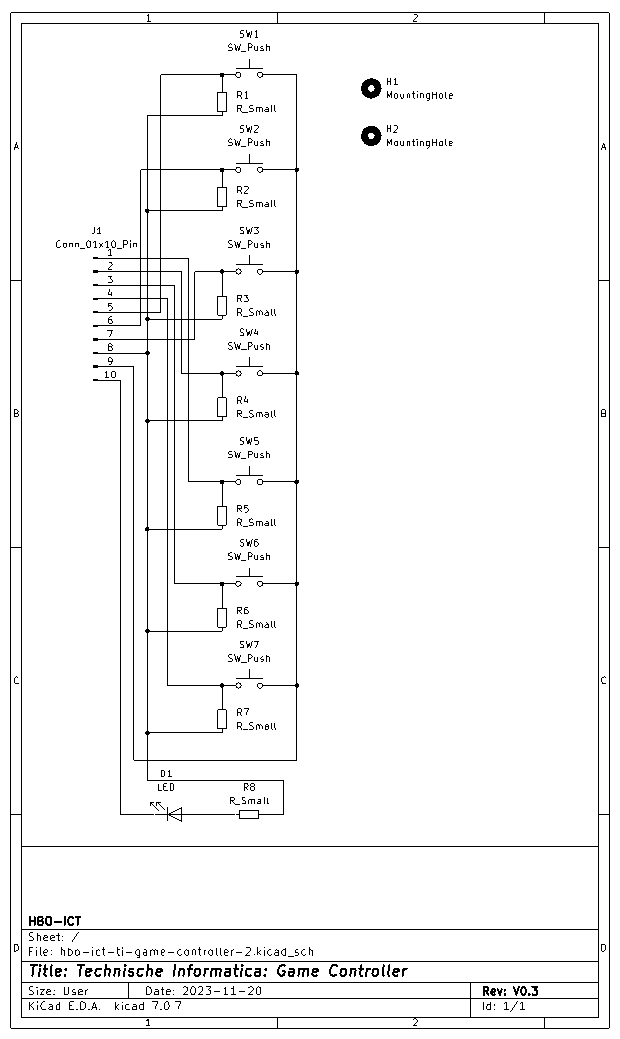 1 2
SW1
SW_Push
H1
MountingHole
R1
R_Small
H2
MountingHole
SW2
SW_Push
A A
R2
R_Small
J1
Conn_01x10_Pin
SW3
SW_Push
1
2
3
4
5
6
7
8
9
10
R3
R_Small
SW4
SW_Push
R4
R_Small
B B
SW5
SW_Push
R5
R_Small
SW6
SW_Push
R6
R_Small
SW7
SW_Push
C C
R7
R_Small
D1
LED
R8
R_Small
HBO-ICT
Sheet: /
File: hbo-ict-ti-game-controller-2.kicad_sch
D D
Title: Technische Informatica: Game Controller
Size: User Date: 2023-11-20 Rev: V0.3
KiCad E.D.A. kicad 7.0.7 Id: 1/1
1 2